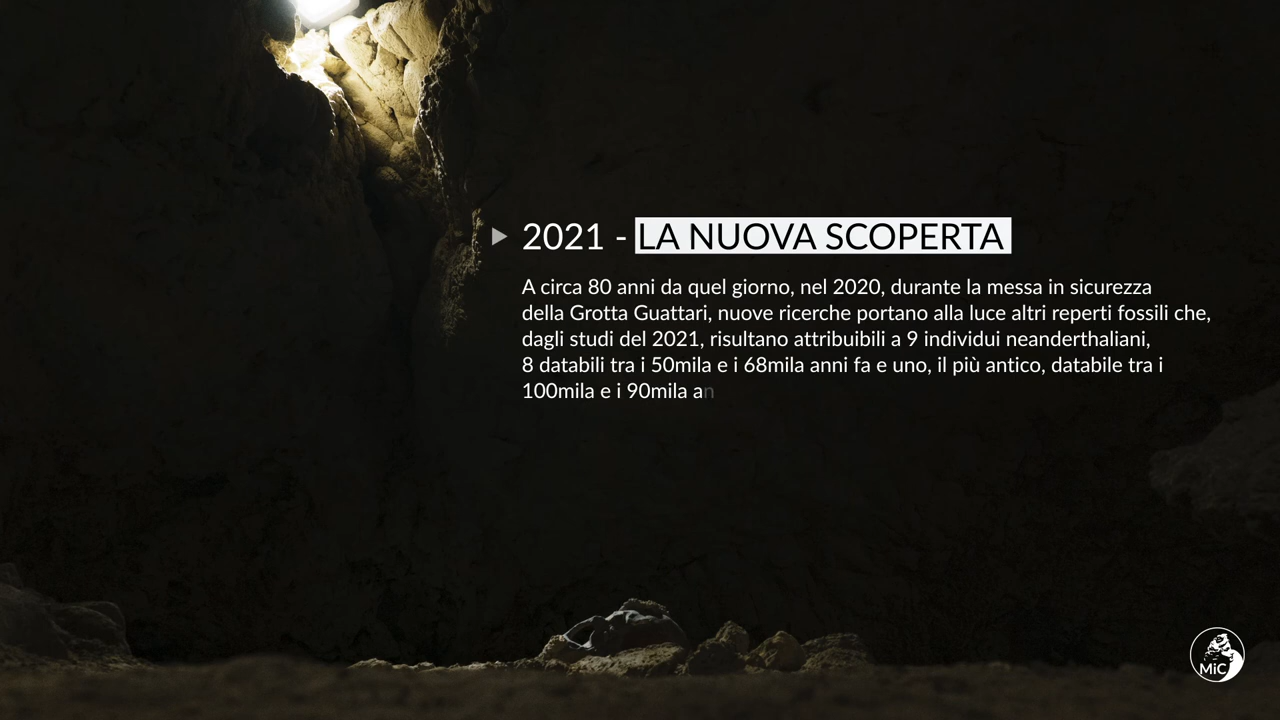 2021 - LA NUOVA SCOPERTA
A circa 80 anni da quel giorno, nel 2020, durante la messa in sicurezza
della Grotta Guattari, nuove ricerche portano alla luce altri reperti fossili che,
dagli studi del 2021, risultano attribuibili a 9 individui neanderthaliani,
8 databili tra i 50mila e i 68mila anni fa e uno, il più antico, databile tra i
100mila e i 90mila an
MiC